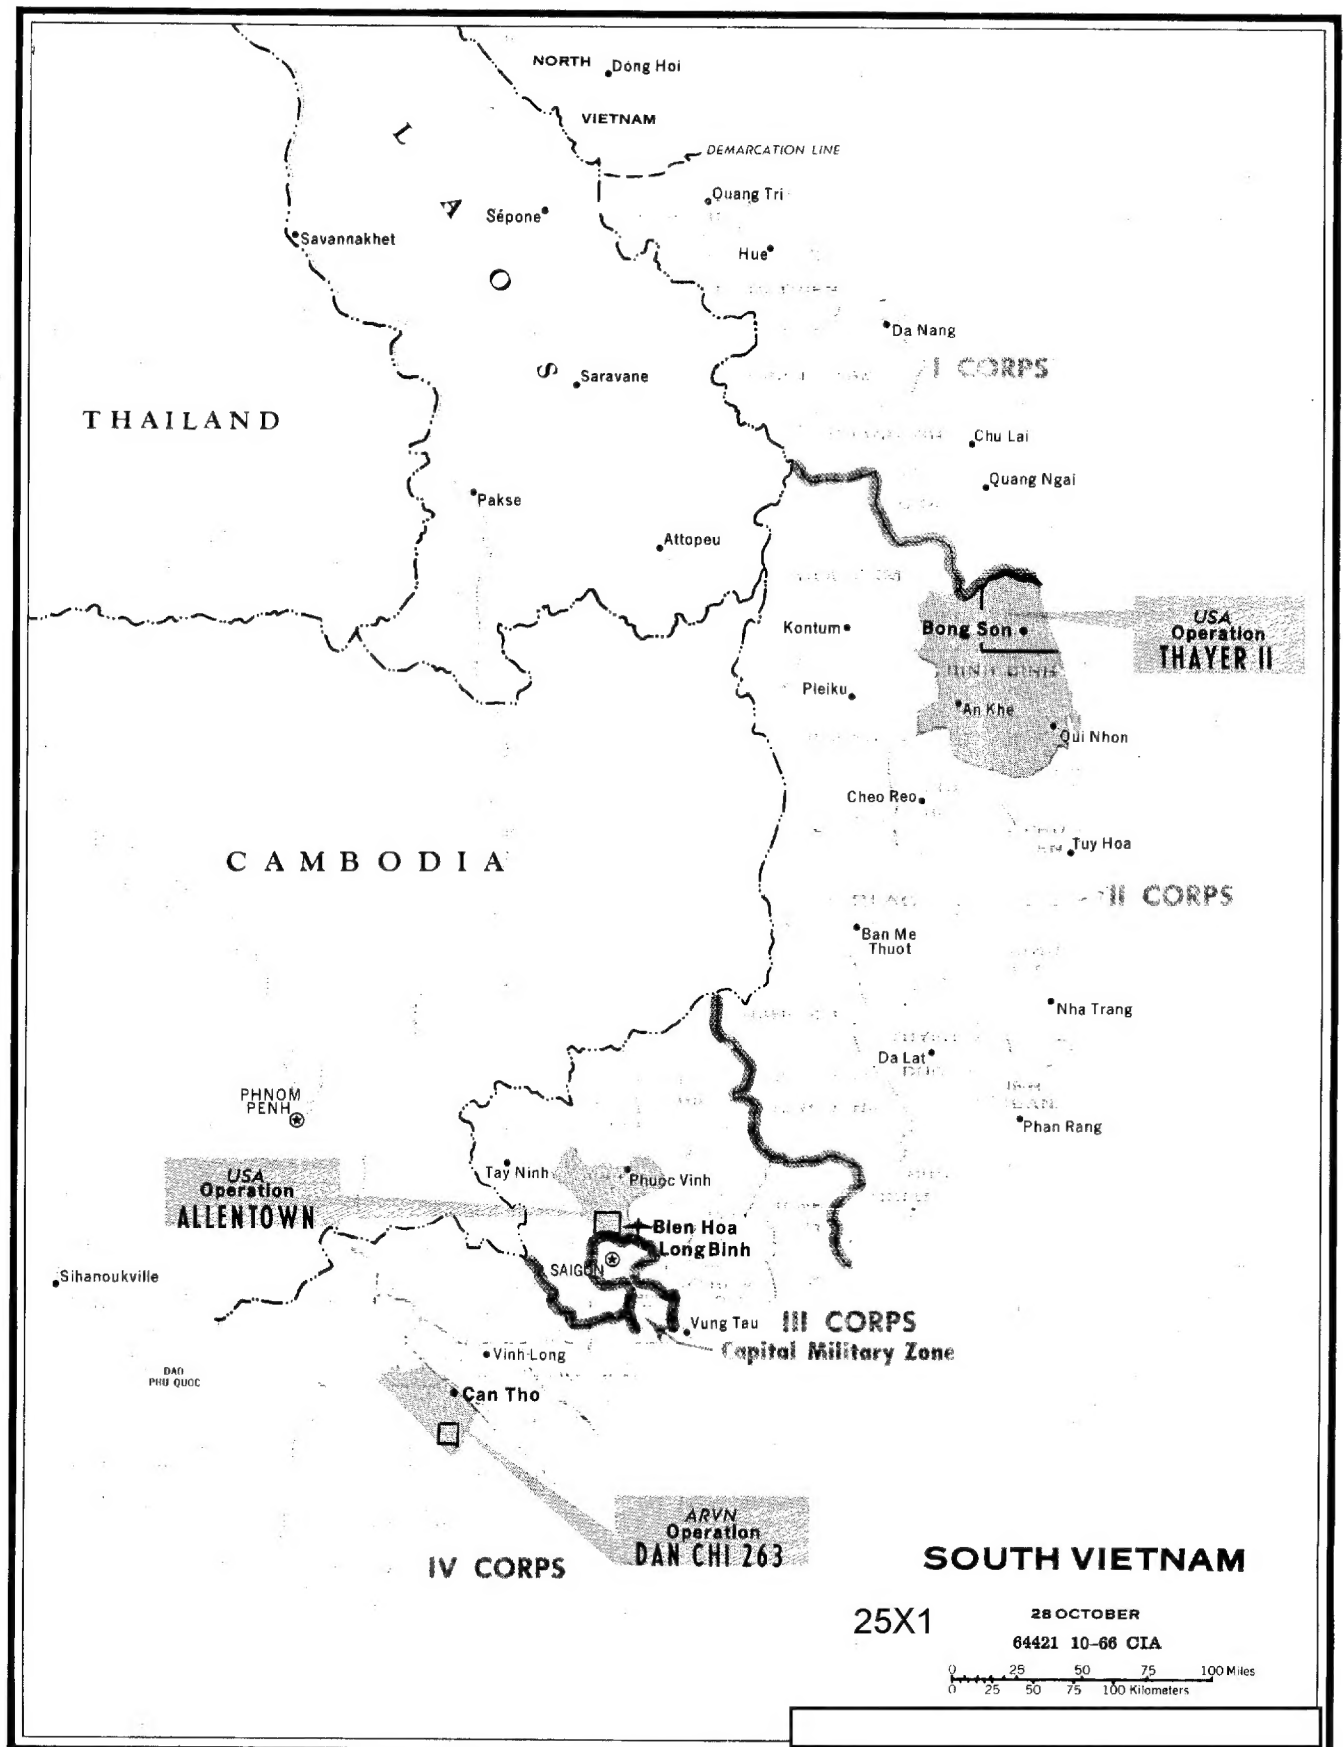 NORTH
Dong Hoi
VIETNAM
DEMARCATION LINE
L
A
O
S
Quang Tri
Sépone
Savannakhet
Hue
Da Nang
I CORPS
Saravane
THAILAND
Chu Lai
Quang Ngai
Pakse
Attopeu
USA
Operation
THAYER II
Kontum
Bong Son
BINH DINH
Pleiku
An Khe
Qui Nhon
Cheo Reo
Tuy Hoa
CAMBODIA
II CORPS
Ban Me
Thuot
Nha Trang
Da Lat
PHNOM
PENH
Phan Rang
USA
Operation
ALLENTOWN
Tay Ninh
Phuoc Vinh
Bien Hoa
Long Binh
SAIGON
Sihanoukville
Vung Tau
III CORPS
Capital Military Zone
Vinh Long
DAO
PHU QUOC
Can Tho
ARVN
Operation
DAN CHI 263
IV CORPS
SOUTH VIETNAM
25X1
28 OCTOBER
64421 10-66 CIA
0 25 50 75 100 Miles
0 25 50 75 100 Kilometers